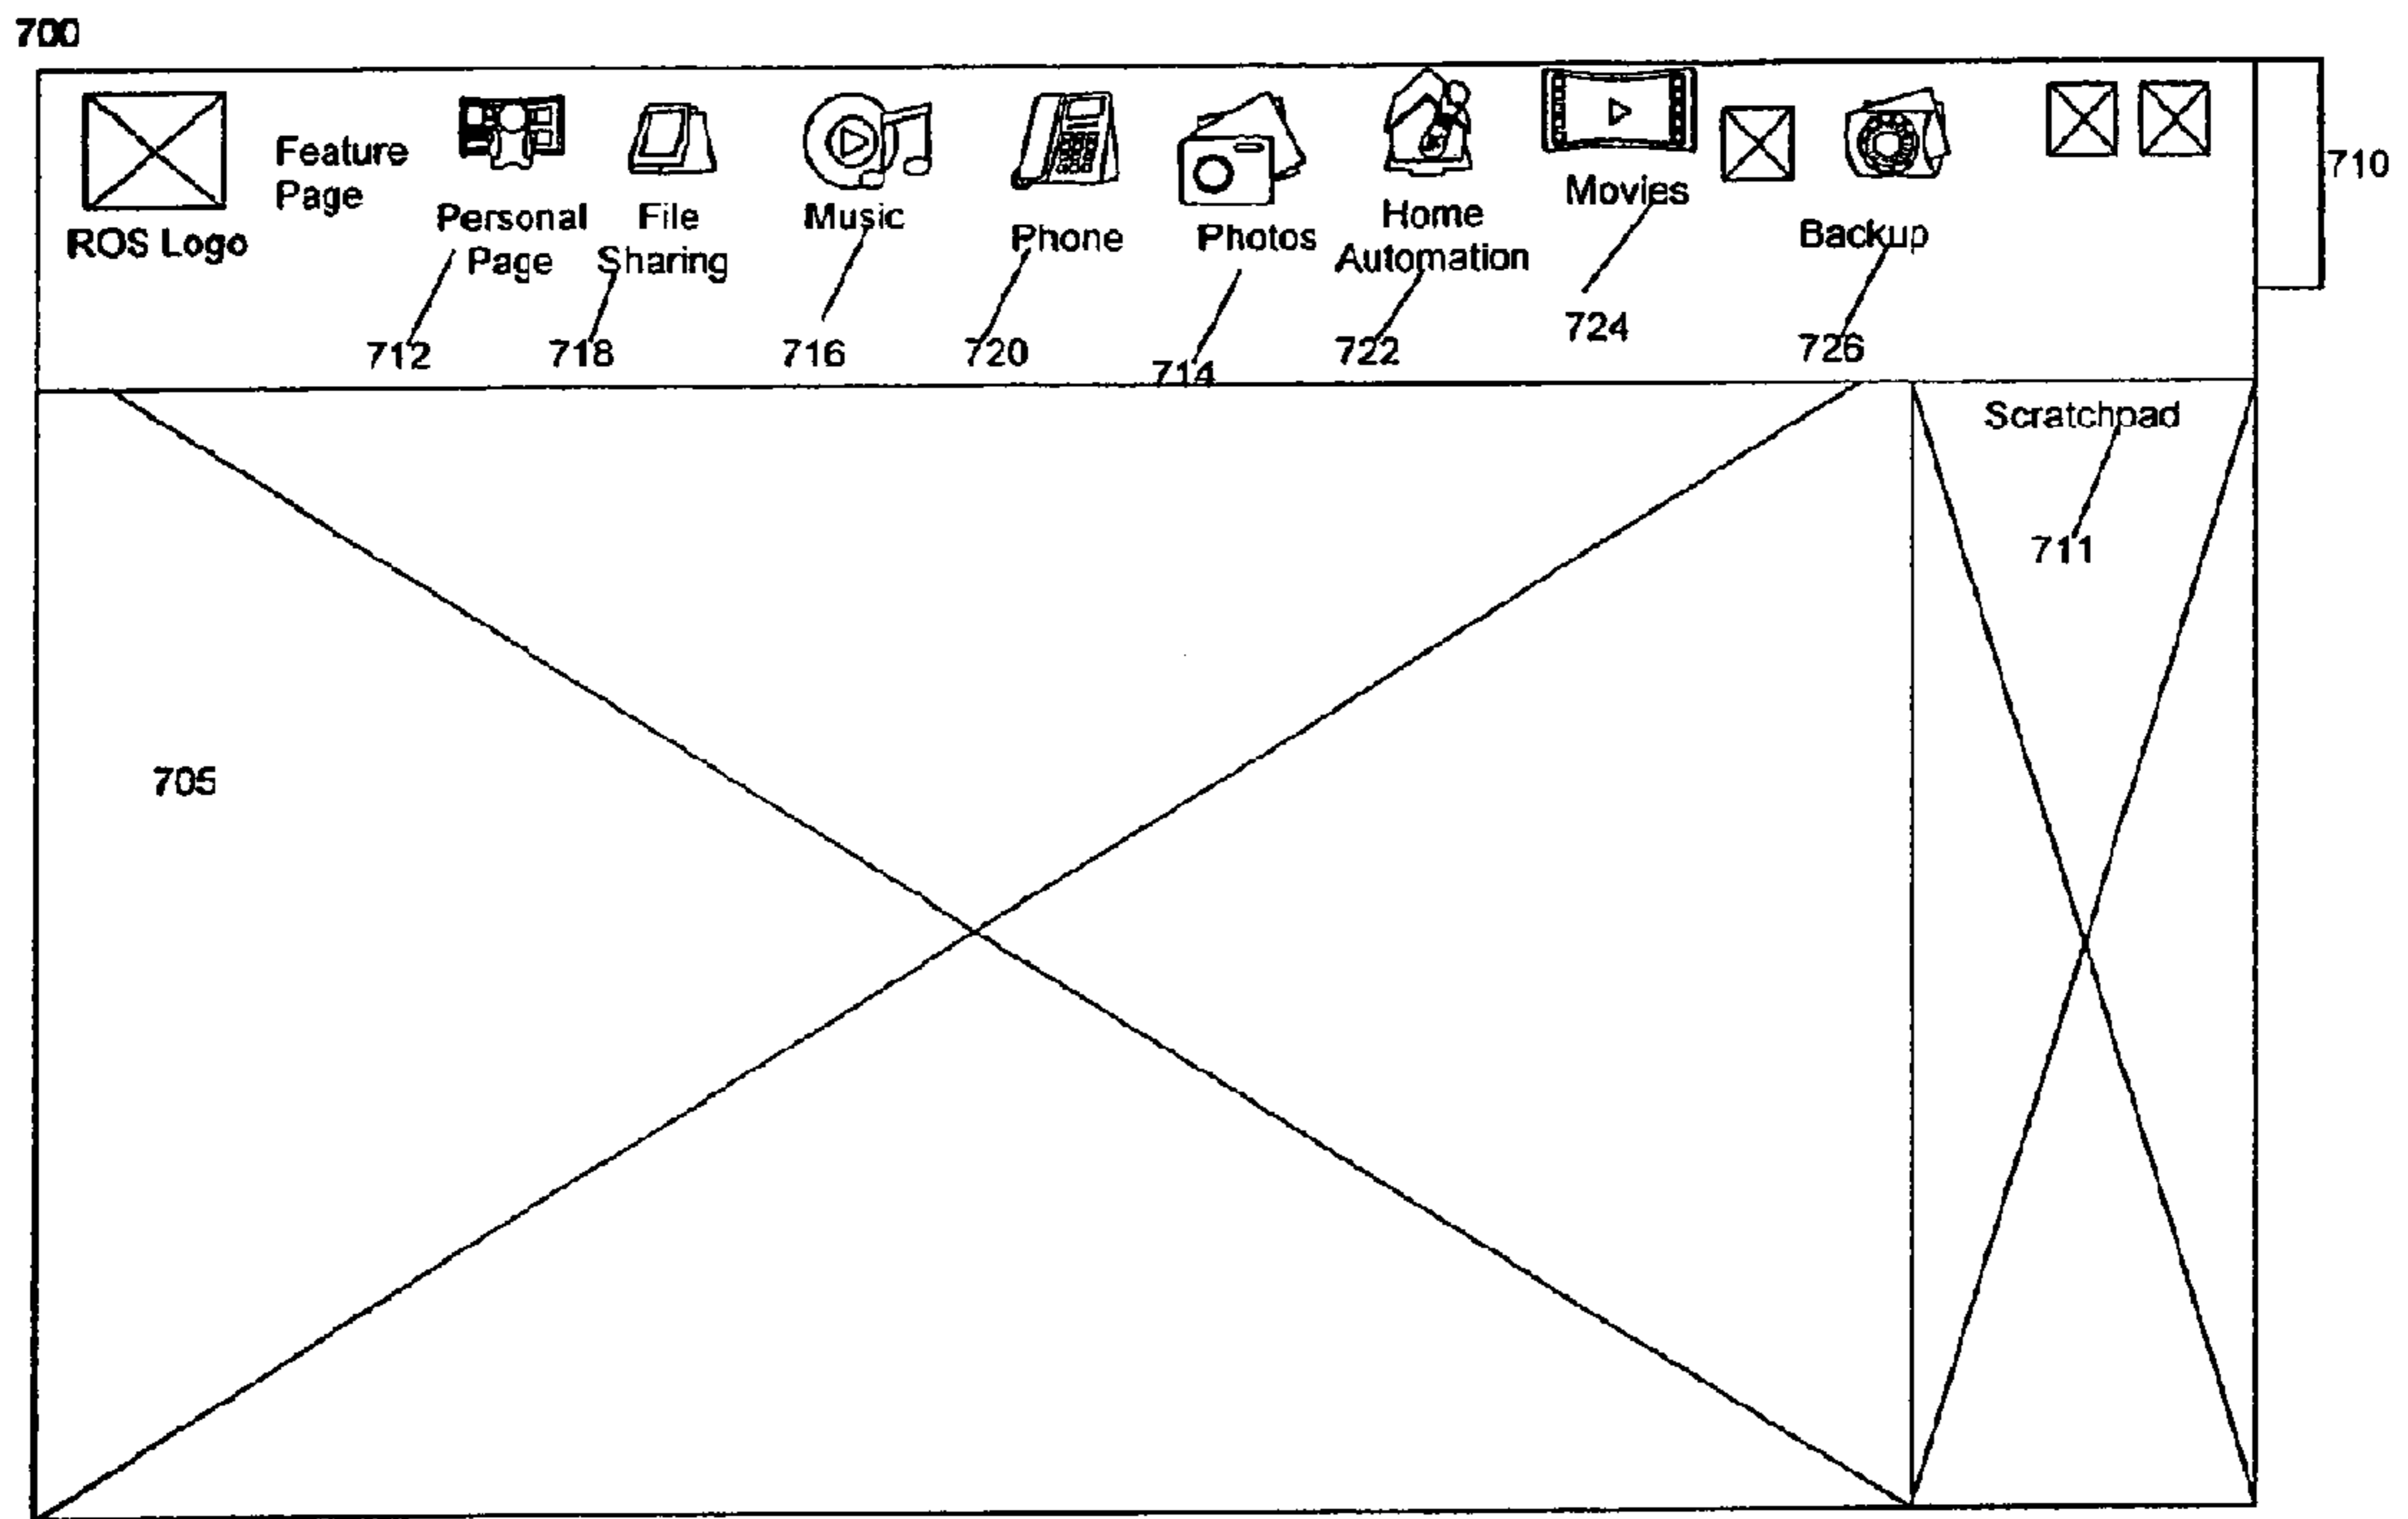 700
Feature
Page
ROS Logo
Personal
Page
File
Sharing
Music
Phone
Photos
Home
Automation
Movies
Backup
710
712
718
716
720
714
722
724
726
Scratchpad
711
705